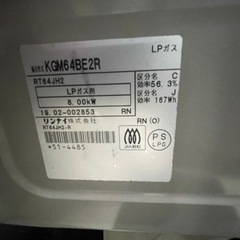 LPガス
KGM64BE2R
RT64JH2
LPガス用
8.00kW
19.02-002853
RN(O)
リンナイ株式会社
RT64JH2-R
*51-4485
区分名 C
効率56.3%
区分名 J
効率 167Wh
JIA
PS
LPG
RN (O)